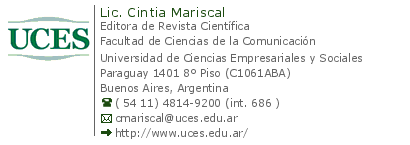 UCES
Lic. Cintia Mariscal
Editora de Revista Científica
Facultad de Ciencias de la Comunicación
Universidad de Ciencias Empresariales y Sociales
Paraguay 1401 8º Piso (C1061ABA)
Buenos Aires, Argentina
( 54 11) 4814-9200 (int. 686 )
cmariscal@uces.edu.ar
http://www.uces.edu.ar/